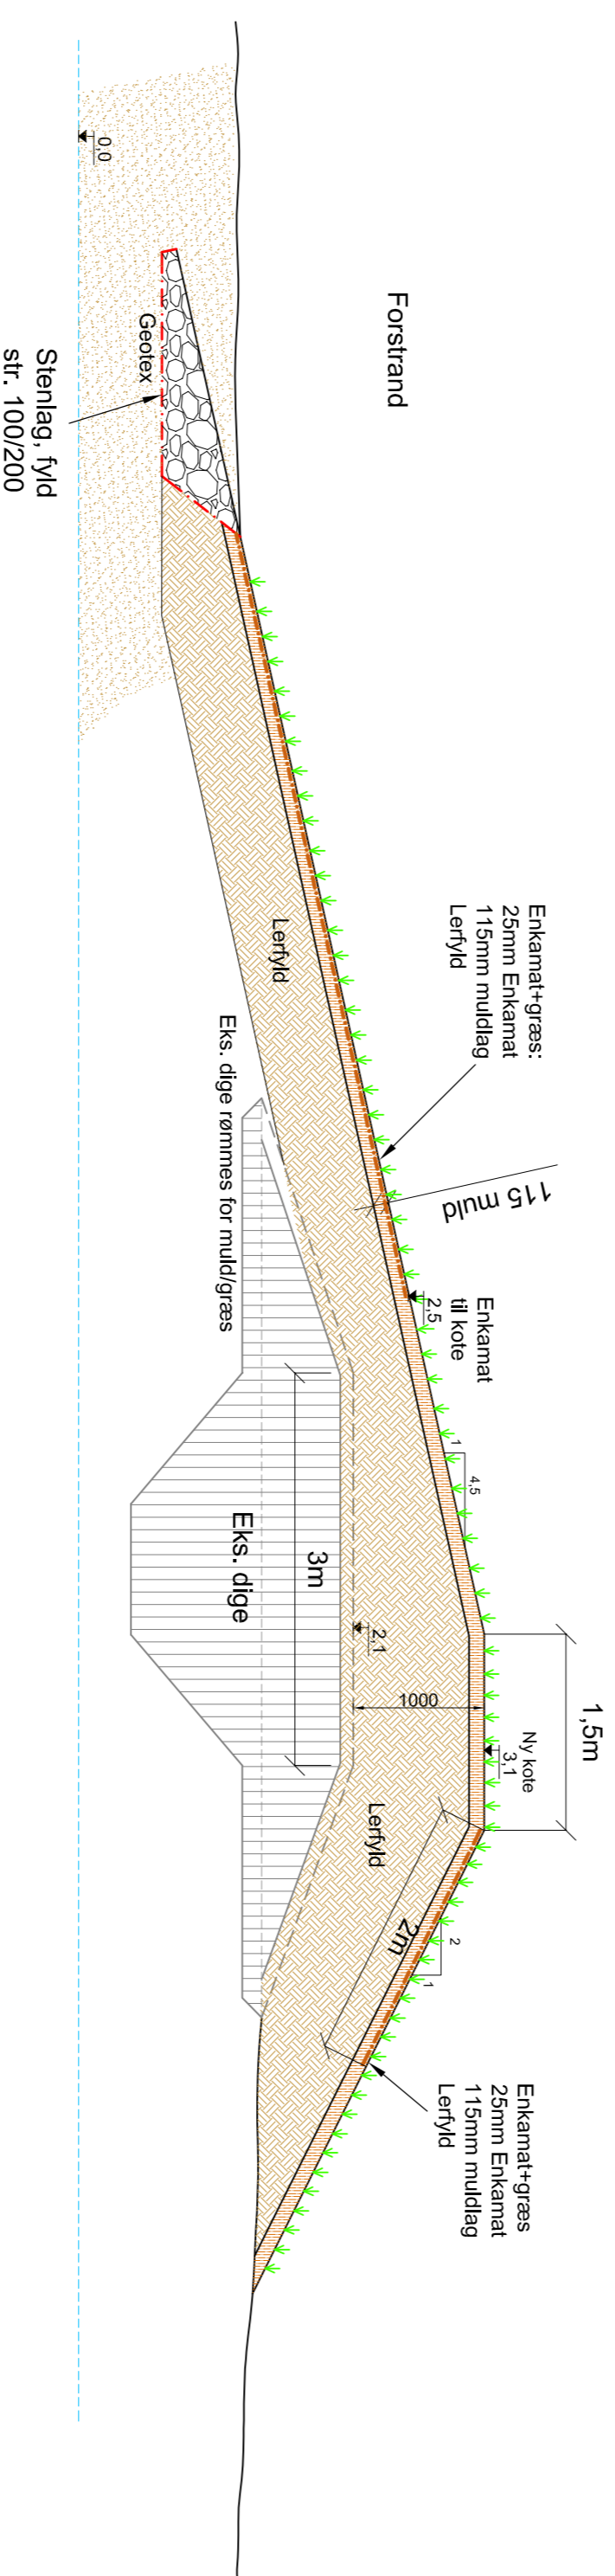 Forstrand
0,0
Geotex
Stenlag, fyld
str. 100/200
Enkamat+græs:
25mm Enkamat
115mm muldlag
Lerfyld
Lerfyld
Eks. dige rømmes for muld/græs
115 muld
Enkamat
til kote
2,5
1
4,5
Eks. dige
3m
2,1
1000
1,5m
Ny kote
3,1
Lerfyld
2m
2
1
Enkamat+græs
25mm Enkamat
115mm muldlag
Lerfyld